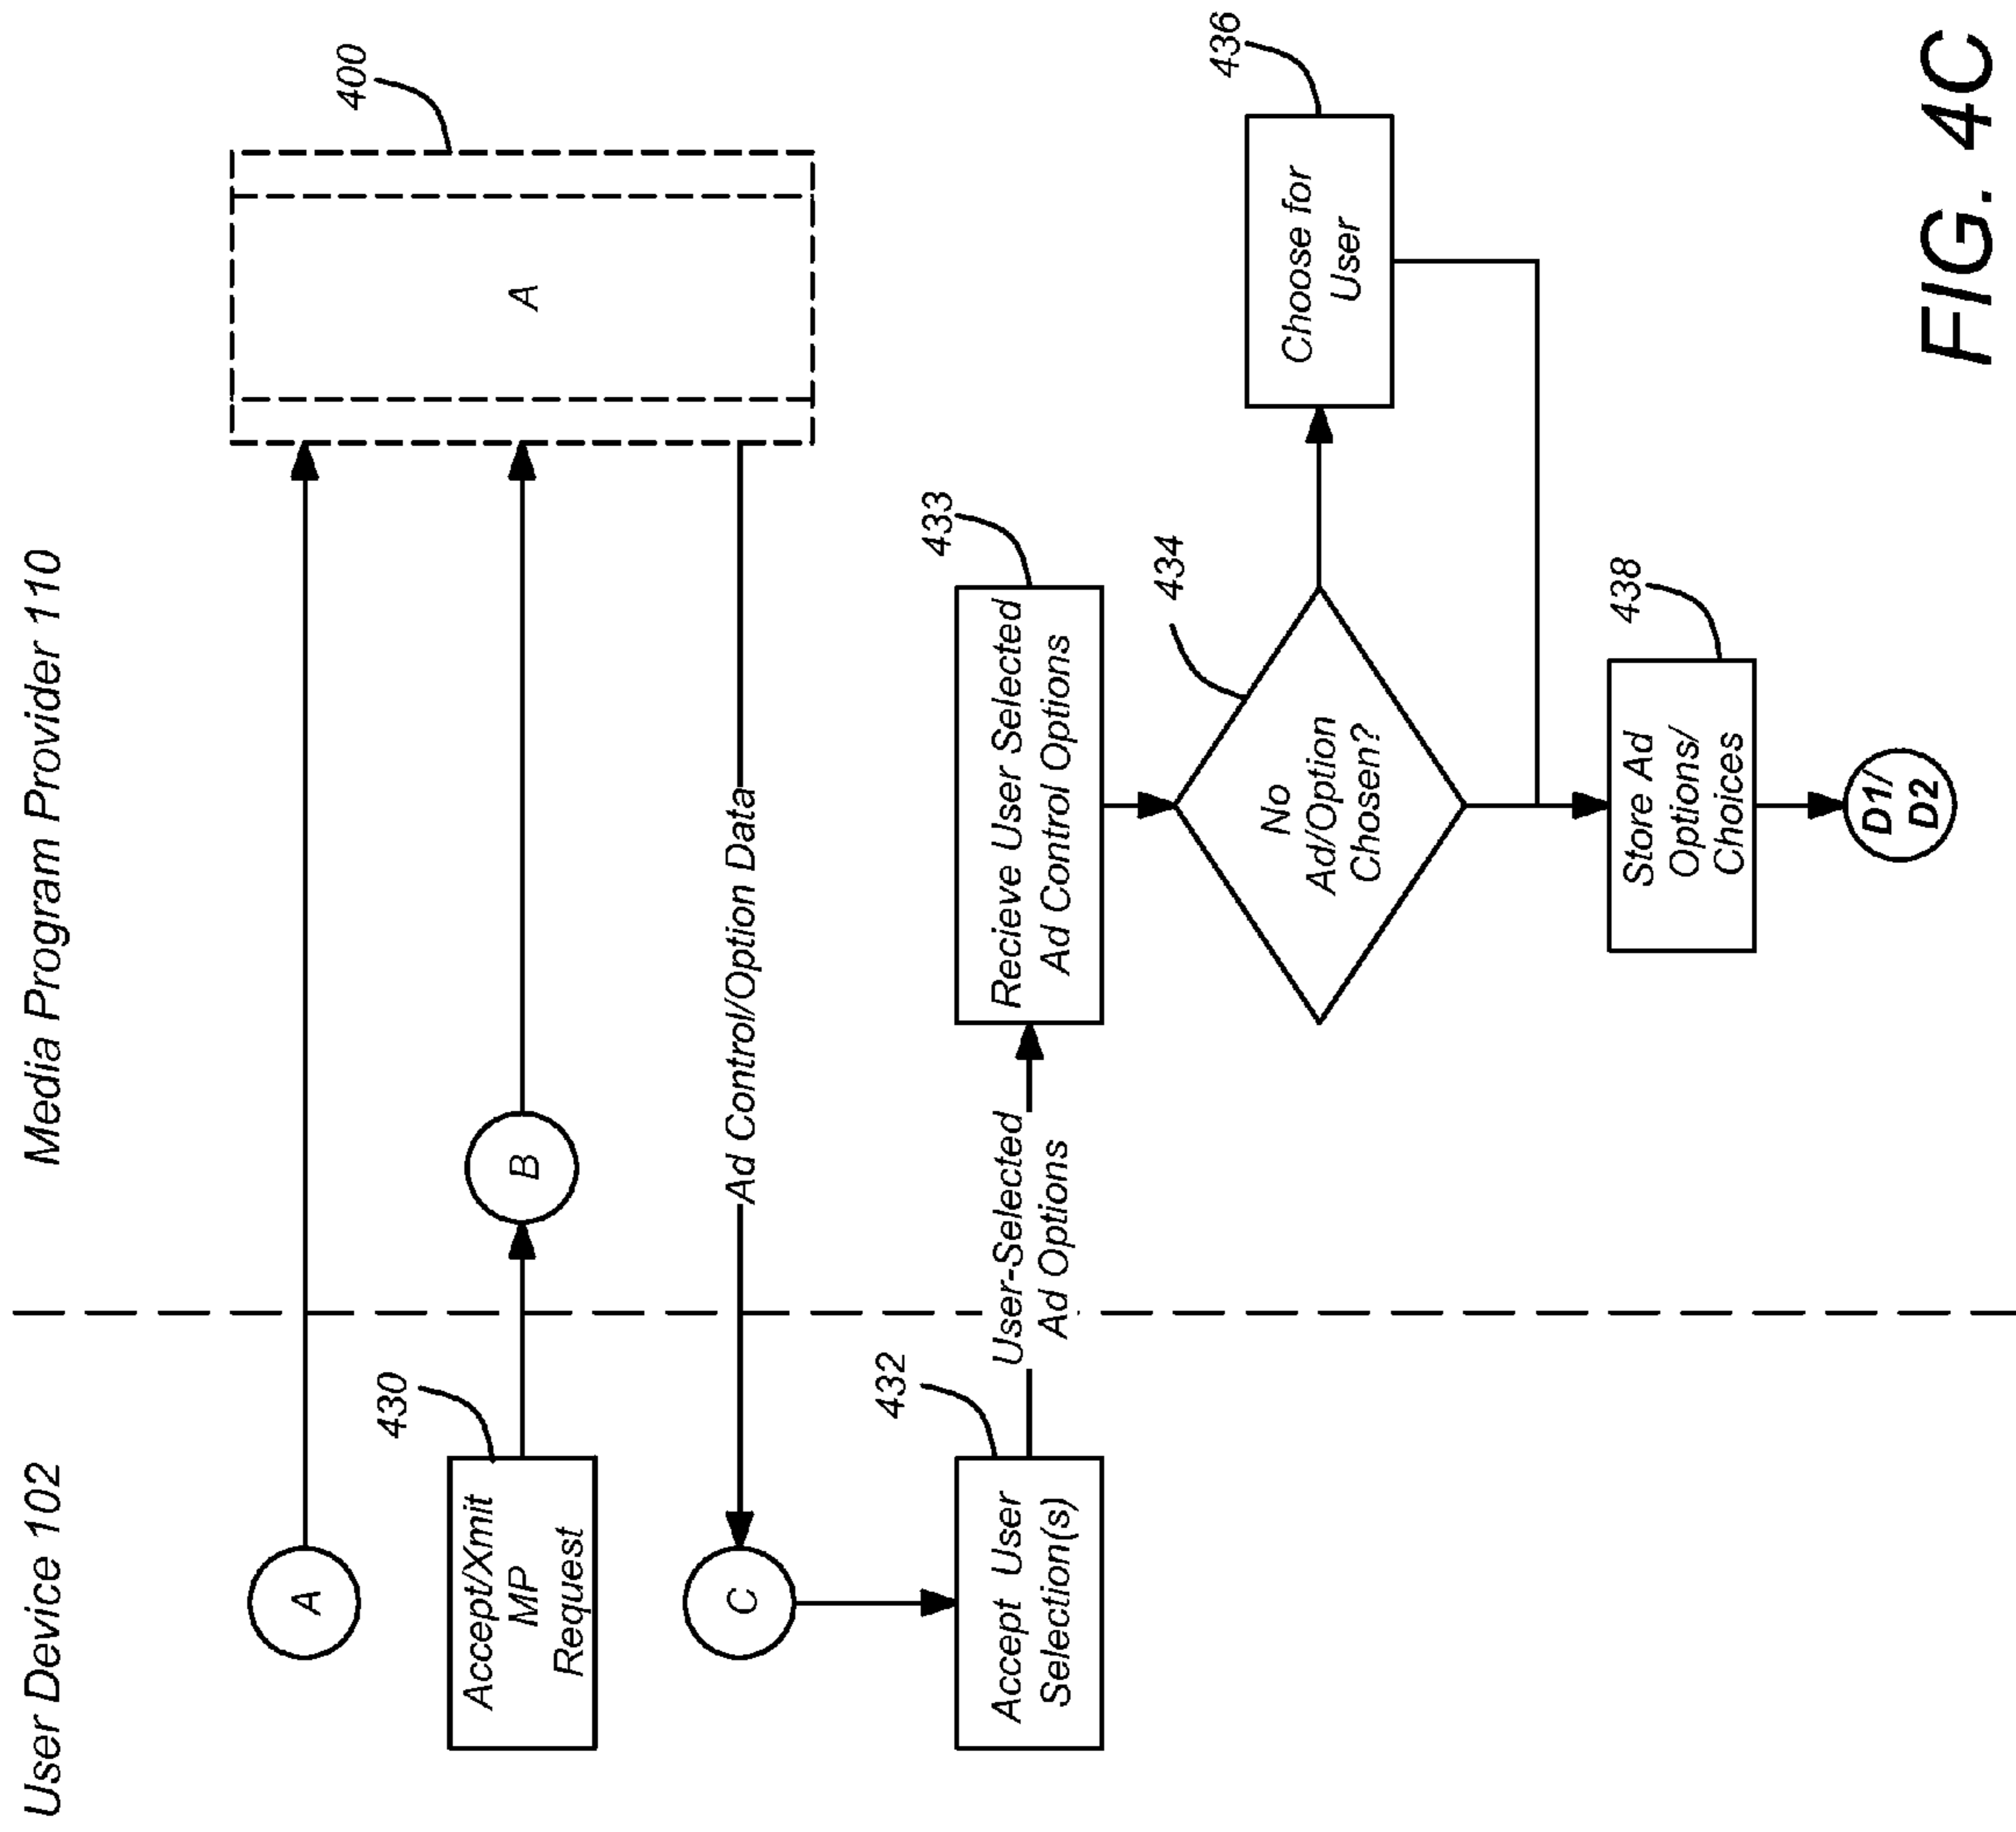 User Device 102
Media Program Provider 110
A
400
A
430
Accept/Xmit
MP
Request
B
Ad Control/Option Data
C
432
Accept User
Selection(s)
User-Selected
Ad Options
433
Recieve User Selected
Ad Control Options
434
No
Ad/Option
Chosen?
436
Choose for
User
438
Store Ad
Options/
Choices
D1/
D2
FIG. 4C